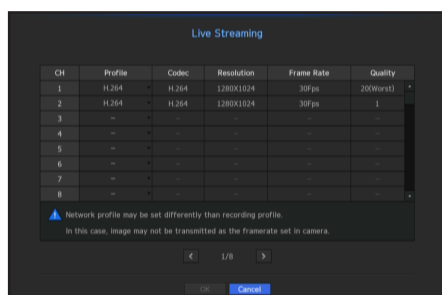 Live Streaming
CH Profile Codec Resolution Frame Rate Quality
1 H.264 H.264 1280X1024 30Fps 20(Worst)
2 H.264 H.264 1280X1024 30Fps 1
3 -- -- -- -- --
4 -- -- -- -- --
5 -- -- -- -- --
6 -- -- -- -- --
7 -- -- -- -- --
8 -- -- -- -- --
Network profile may be set differently than recording profile.
In this case, image may not be transmitted as the framerate set in camera.
< 1/8 >
OK Cancel